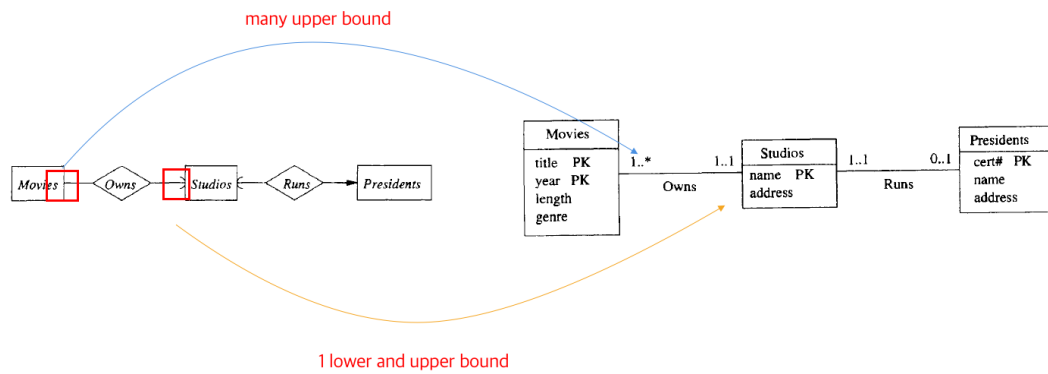 many upper bound
Movies
Owns
Studios
Runs
Presidents
Movies
title PK
year PK
length
genre
1..*
1..1
Owns
Studios
name PK
address
1..1
0..1
Runs
Presidents
cert# PK
name
address
1 lower and upper bound